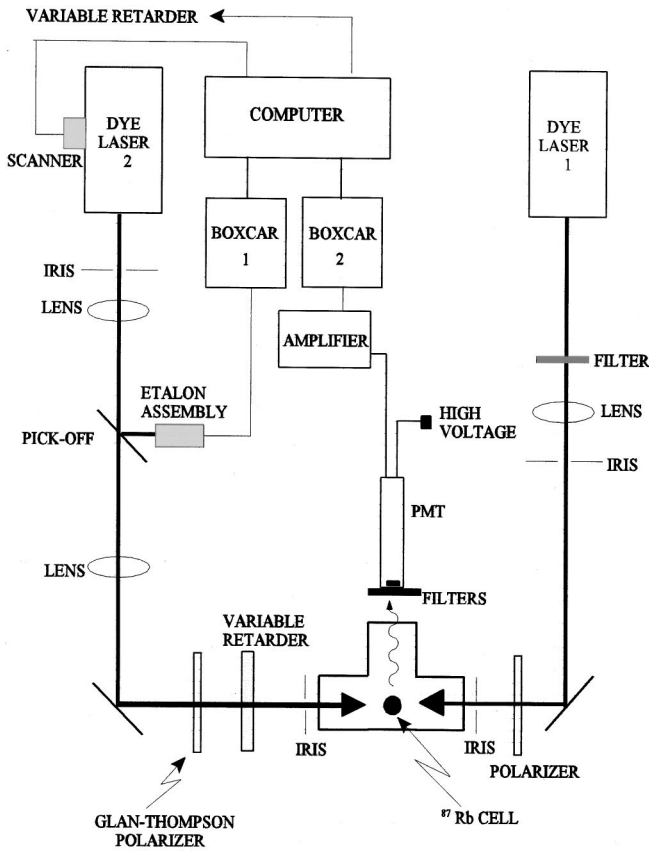 VARIABLE RETARDER
DYE
LASER
2
SCANNER
COMPUTER
DYE
LASER
1
BOXCAR
1
BOXCAR
2
IRIS
LENS
AMPLIFIER
FILTER
ETALON
ASSEMBLY
PICK-OFF
HIGH
VOLTAGE
LENS
IRIS
PMT
LENS
FILTERS
VARIABLE
RETARDER
IRIS
IRIS
POLARIZER
GLAN-THOMPSON
POLARIZER
⁸⁷ Rb CELL